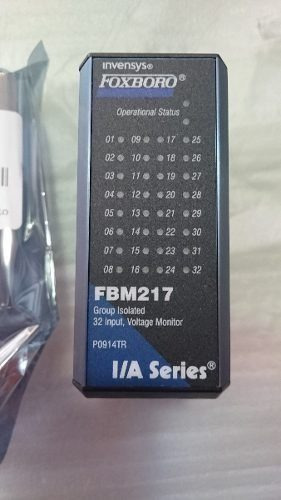 invensys®
FOXBORO®
Operational Status
01 09 17 25
02 10 18 26
03 11 19 27
04 12 20 28
05 13 21 29
06 14 22 30
07 15 23 31
08 16 24 32
FBM217
Group Isolated
32 Input, Voltage Monitor
P0914TR
I/A Series®